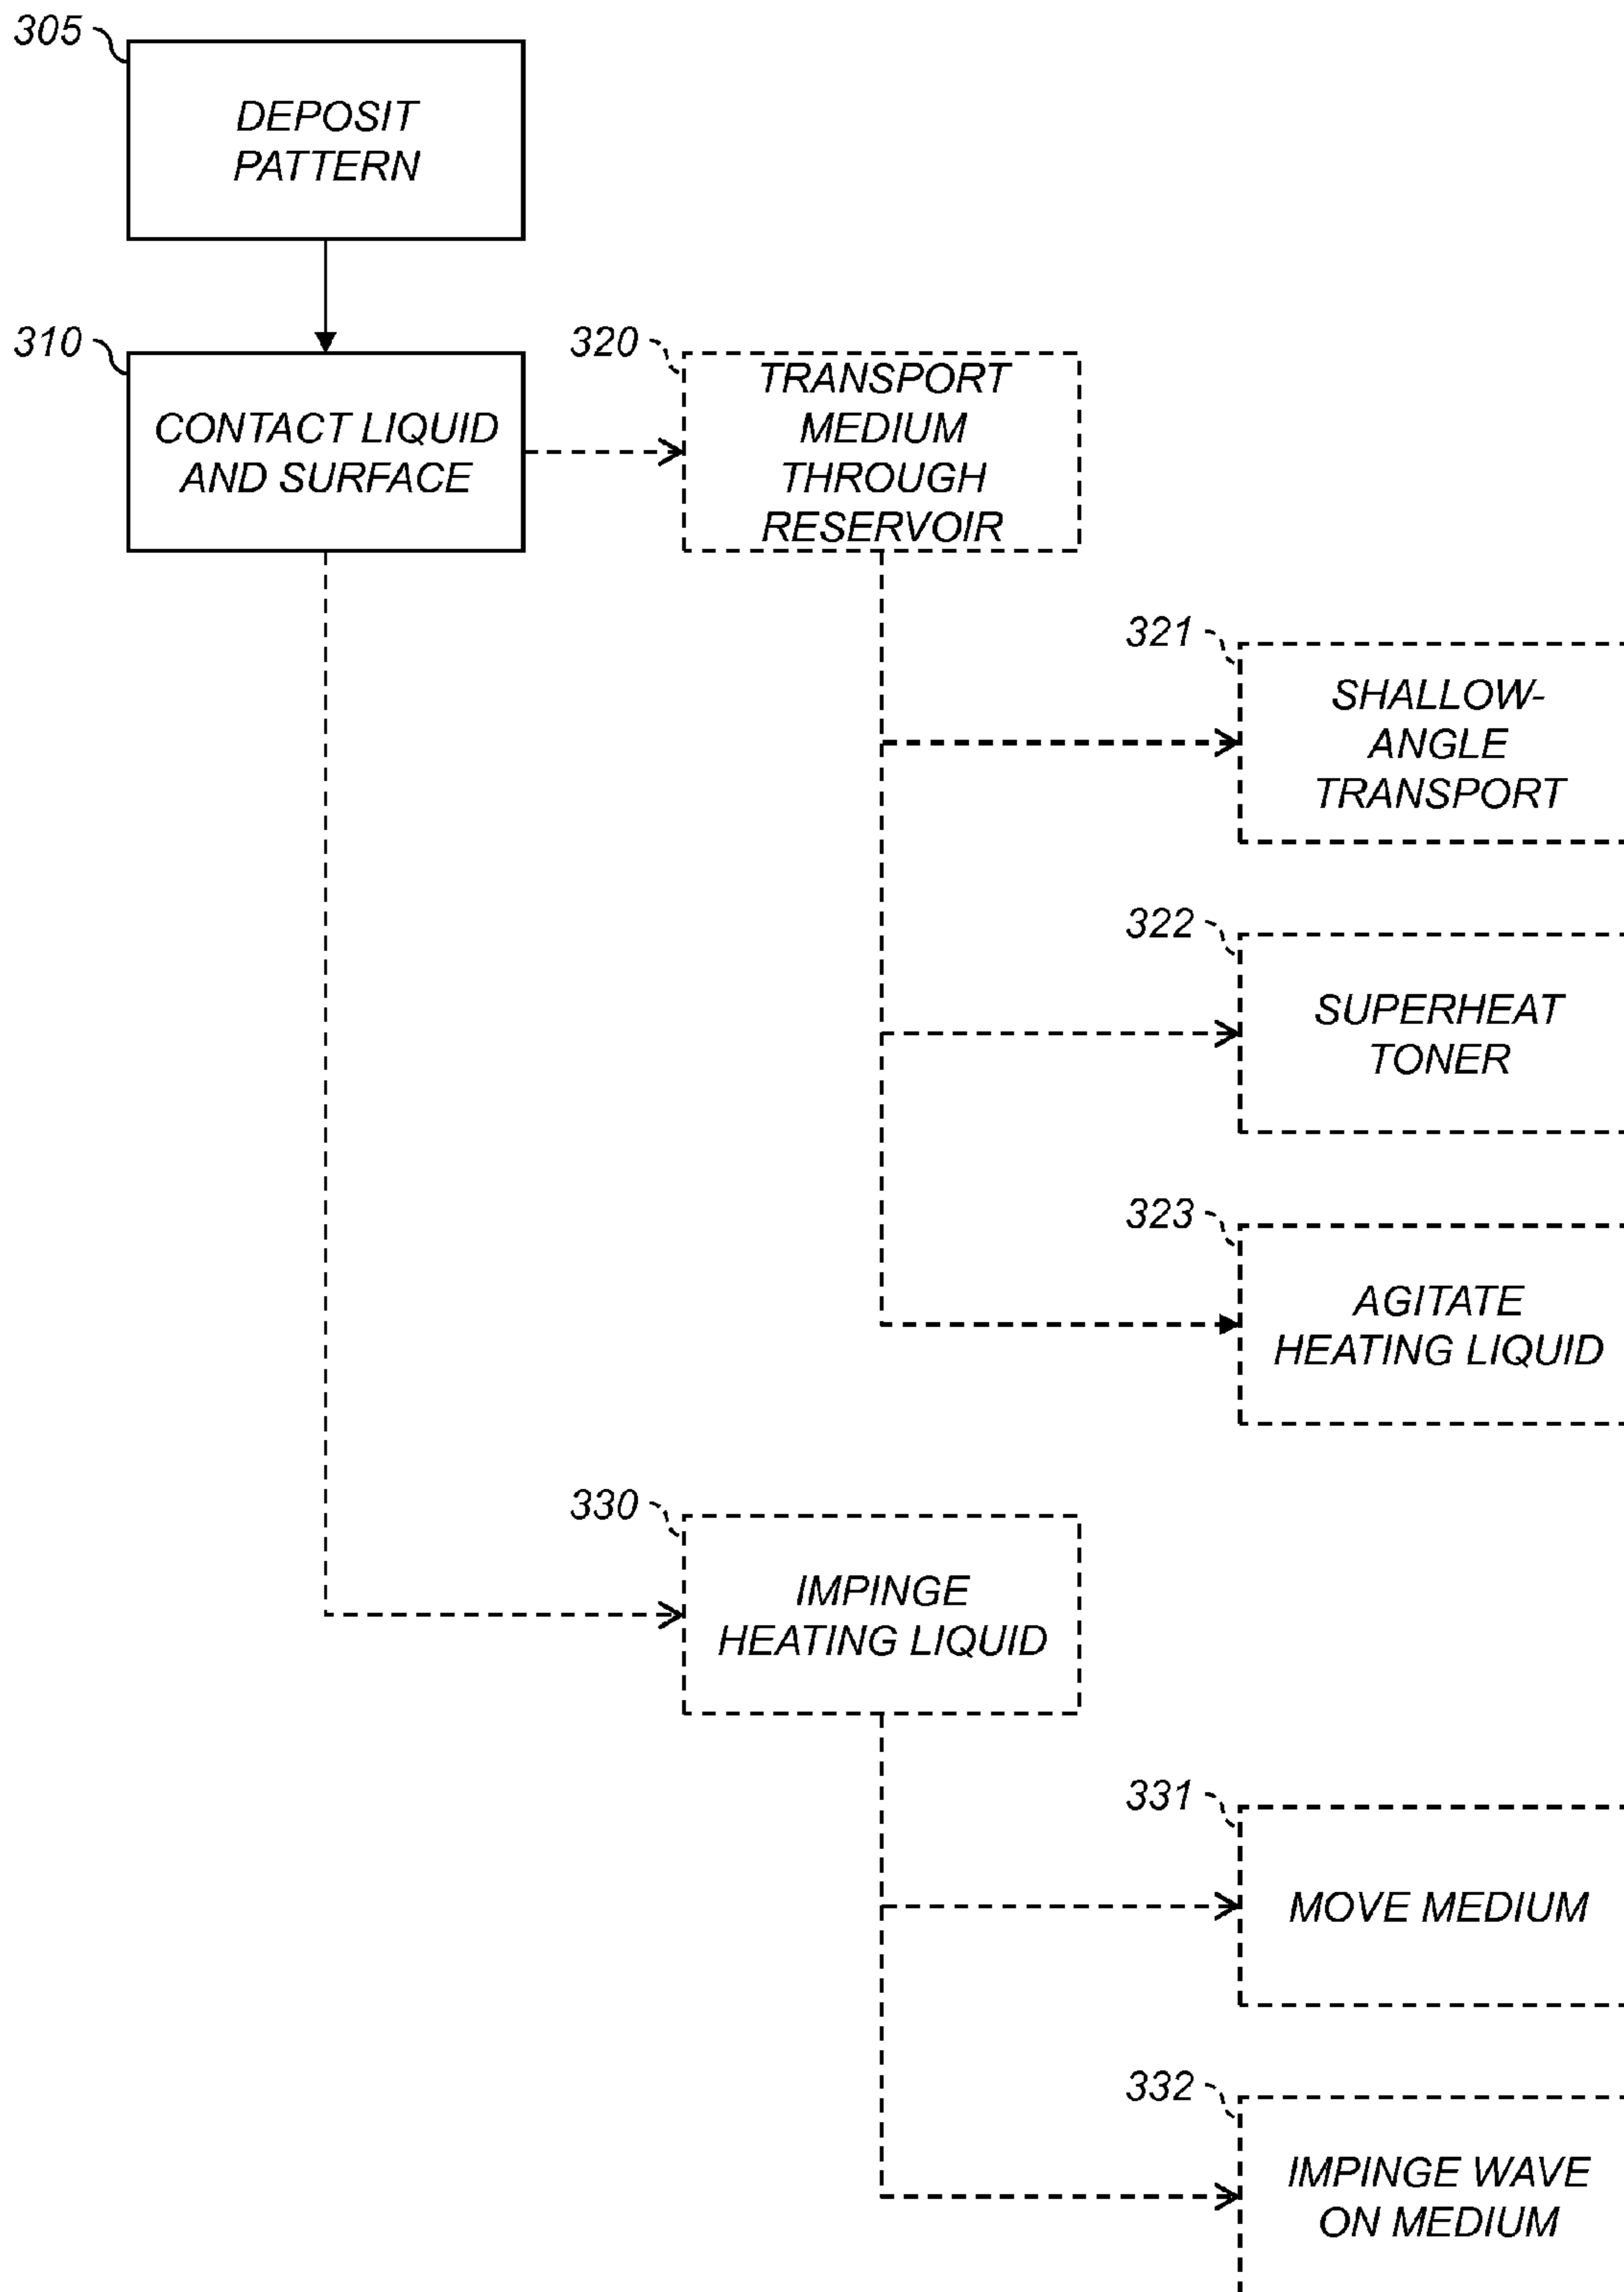 305
DEPOSIT
PATTERN
310
CONTACT LIQUID
AND SURFACE
320
TRANSPORT
MEDIUM
THROUGH
RESERVOIR
321
SHALLOW-
ANGLE
TRANSPORT
322
SUPERHEAT
TONER
323
AGITATE
HEATING LIQUID
330
IMPINGE
HEATING LIQUID
331
MOVE MEDIUM
332
IMPINGE WAVE
ON MEDIUM